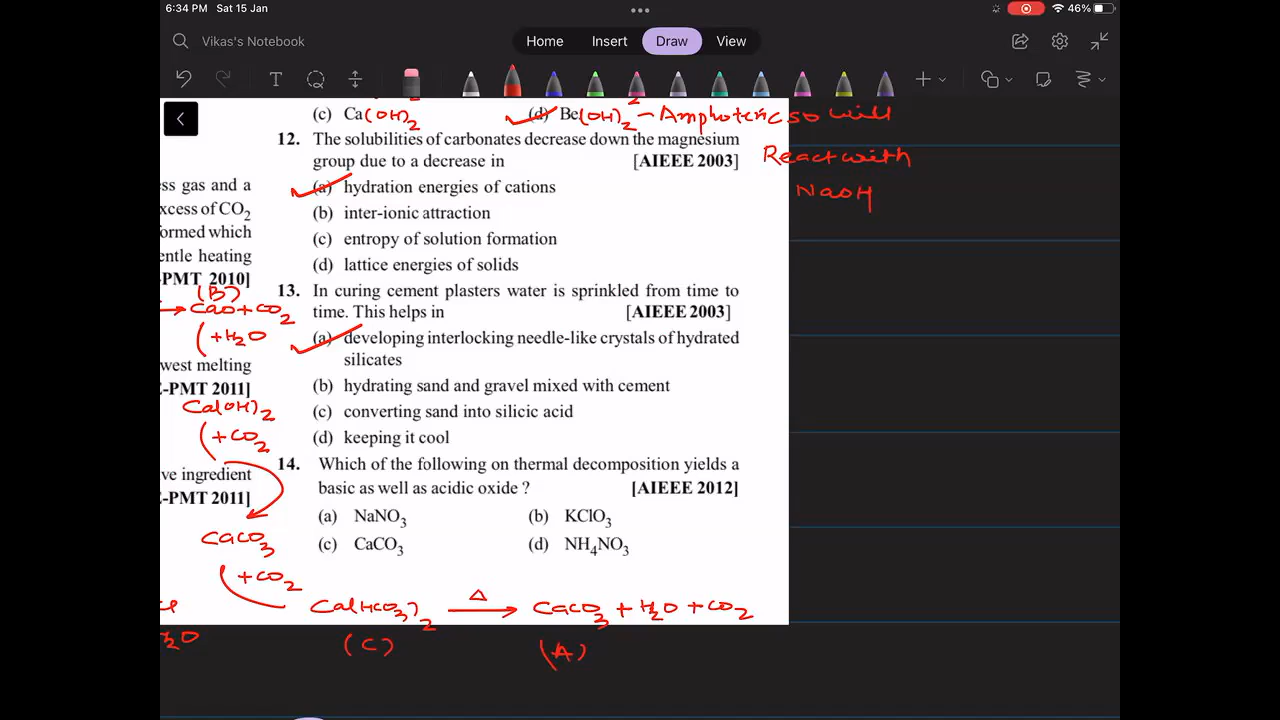 6:34 PM Sat 15 Jan
46%
Vikas's Notebook
Home Insert Draw View
(c) Ca(OH)2 (d) Be(OH)2 - Amphoteric so will
React with
NaOH
12. The solubilities of carbonates decrease down the magnesium
group due to a decrease in [AIEEE 2003]
(a) hydration energies of cations
(b) inter-ionic attraction
(c) entropy of solution formation
(d) lattice energies of solids
13. In curing cement plasters water is sprinkled from time to
time. This helps in [AIEEE 2003]
(a) developing interlocking needle-like crystals of hydrated
silicates
(b) hydrating sand and gravel mixed with cement
(c) converting sand into silicic acid
(d) keeping it cool
14. Which of the following on thermal decomposition yields a
basic as well as acidic oxide ? [AIEEE 2012]
(a) NaNO3 (b) KClO3
(c) CaCO3 (d) NH4NO3
ess gas and a
xcess of CO2
ormed which
entle heating
-PMT 2010]
(B)
→ CaO + CO2
+H2O
west melting
E-PMT 2011]
Ca(OH)2
+CO2
ve ingredient
E-PMT 2011]
CaCO3
+CO2
Ca(HCO3)2 Δ→ CaCO3 + H2O + CO2
(C) (A)